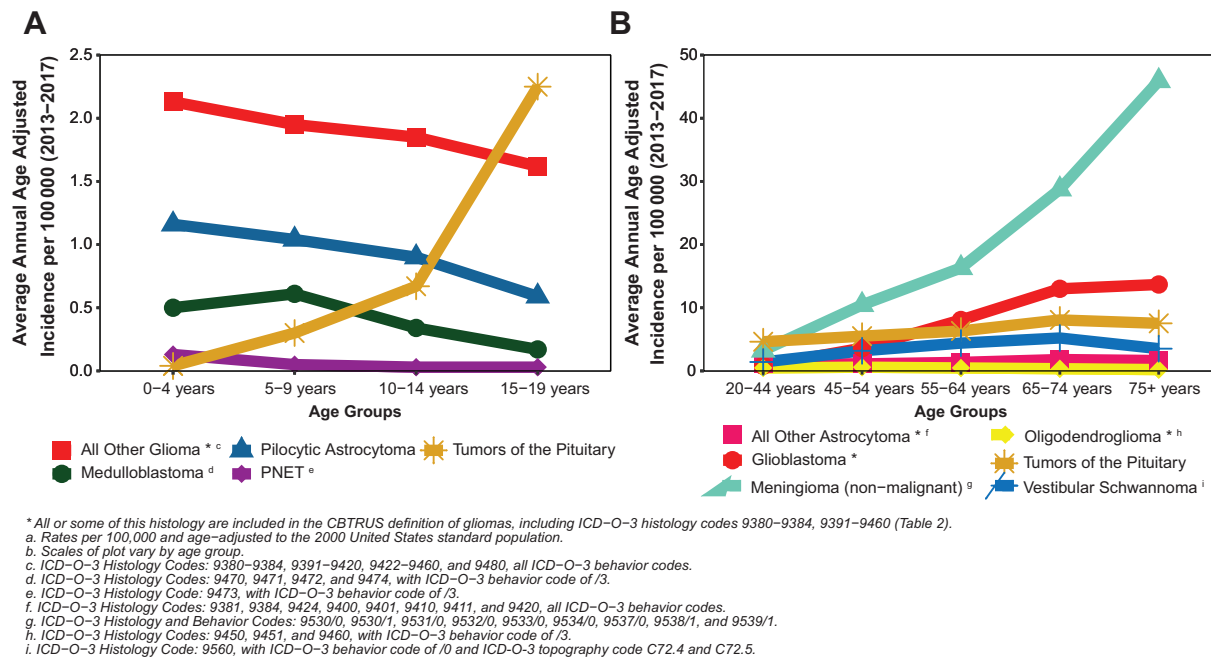 A
Average Annual Age Adjusted
Incidence per 100 000 (2013−2017)
2.5
2.0
1.5
1.0
0.5
0.0
0−4 years
5−9 years
10−14 years
15−19 years
Age Groups
All Other Glioma * c
Pilocytic Astrocytoma
Tumors of the Pituitary
Medulloblastoma d
PNET e
B
Average Annual Age Adjusted
Incidence per 100 000 (2013−2017)
50
40
30
20
10
0
20−44 years
45−54 years
55−64 years
65−74 years
75+ years
Age Groups
All Other Astrocytoma * f
Oligodendroglioma * h
Glioblastoma *
Tumors of the Pituitary
Meningioma (non−malignant) g
Vestibular Schwannoma i
* All or some of this histology are included in the CBTRUS definition of gliomas, including ICD−O−3 histology codes 9380−9384, 9391−9460 (Table 2).
a. Rates per 100,000 and age−adjusted to the 2000 United States standard population.
b. Scales of plot vary by age group.
c. ICD−O−3 Histology Codes: 9380−9384, 9391−9420, 9422−9460, and 9480, all ICD−O−3 behavior codes.
d. ICD−O−3 Histology Codes: 9470, 9471, 9472, and 9474, with ICD−O−3 behavior code of /3.
e. ICD−O−3 Histology Code: 9473, with ICD−O−3 behavior code of /3.
f. ICD−O−3 Histology Codes: 9381, 9384, 9424, 9400, 9401, 9410, 9411, and 9420, all ICD−O−3 behavior codes.
g. ICD−O−3 Histology and Behavior Codes: 9530/0, 9530/1, 9531/0, 9532/0, 9533/0, 9534/0, 9537/0, 9538/1, and 9539/1.
h. ICD−O−3 Histology Codes: 9450, 9451, and 9460, with ICD−O−3 behavior code of /3.
i. ICD−O−3 Histology Code: 9560, with ICD−O−3 behavior code of /0 and ICD-O-3 topography code C72.4 and C72.5.